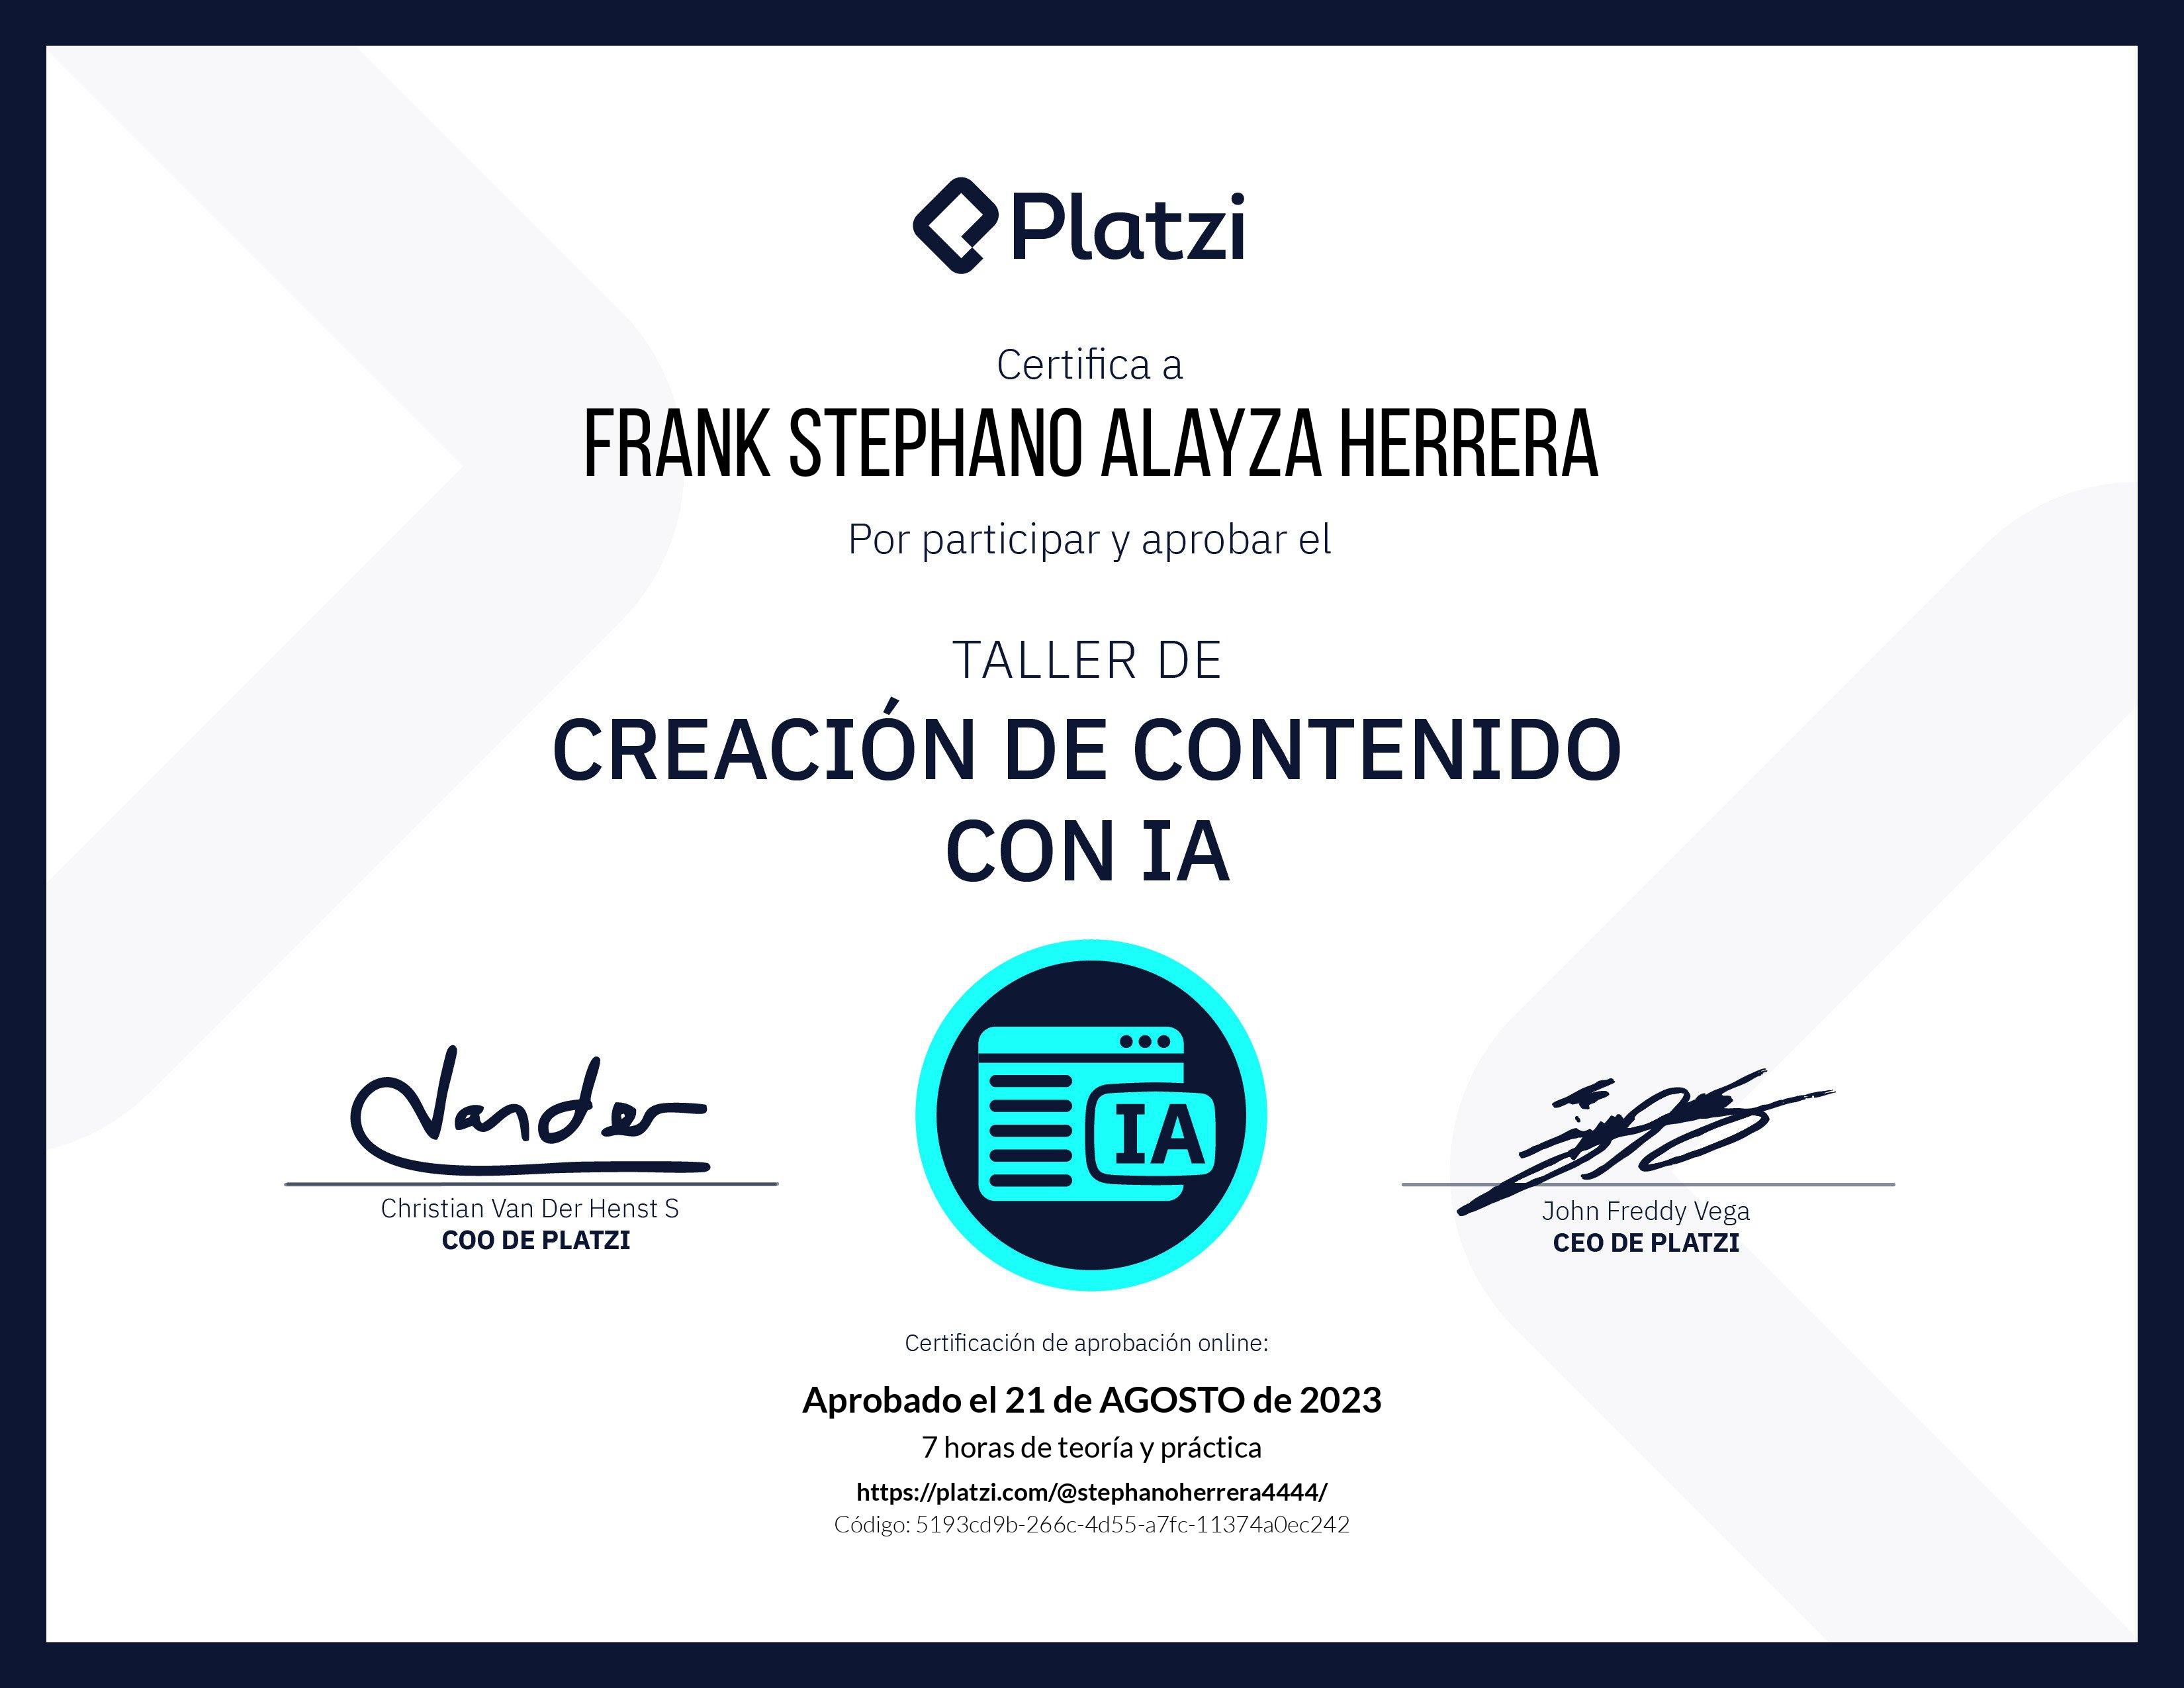 Platzi
Certifica a
FRANK STEPHANO ALAYZA HERRERA
Por participar y aprobar el
TALLER DE
CREACIÓN DE CONTENIDO
CON IA
IA
Vander
Christian Van Der Henst S
COO DE PLATZI
John Freddy Vega
CEO DE PLATZI
Certificación de aprobación online:
Aprobado el 21 de AGOSTO de 2023
7 horas de teoría y práctica
https://platzi.com/@stephanoherrera4444/
Código: 5193cd9b-266c-4d55-a7fc-11374a0ec242